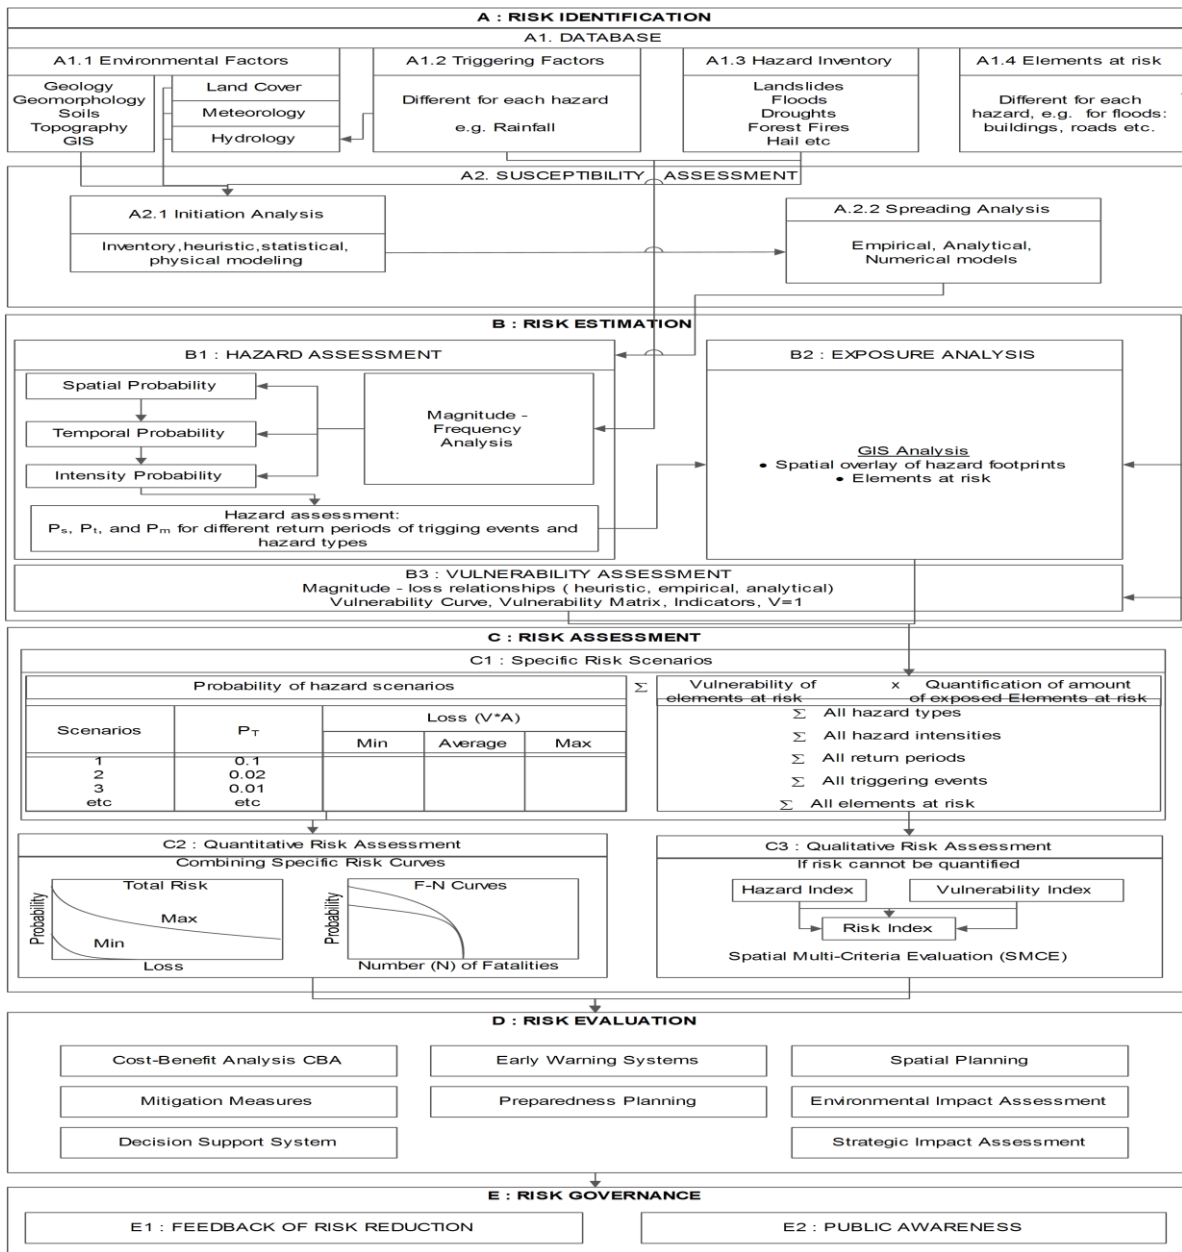 A : RISK IDENTIFICATION
A1. DATABASE
A1.1 Environmental Factors
Geology
Geomorphology
Soils
Topography
GIS
Land Cover
Meteorology
Hydrology
A1.2 Triggering Factors
Different for each hazard
e.g. Rainfall
A1.3 Hazard Inventory
Landslides
Floods
Droughts
Forest Fires
Hail etc
A1.4 Elements at risk
Different for each
hazard, e.g. for floods:
buildings, roads etc.
A2. SUSCEPTIBILITY ASSESSMENT
A2.1 Initiation Analysis
Inventory,heuristic,statistical,
physical modeling
A.2.2 Spreading Analysis
Empirical, Analytical,
Numerical models
B : RISK ESTIMATION
B1 : HAZARD ASSESSMENT
Spatial Probability
Temporal Probability
Intensity Probability
Magnitude -
Frequency
Analysis
Hazard assessment:
Pₛ, Pₜ, and Pₘ for different return periods of trigging events and
hazard types
B2 : EXPOSURE ANALYSIS
GIS Analysis
• Spatial overlay of hazard footprints
• Elements at risk
B3 : VULNERABILITY ASSESSMENT
Magnitude - loss relationships ( heuristic, empirical, analytical)
Vulnerability Curve, Vulnerability Matrix, Indicators, V=1
C : RISK ASSESSMENT
C1 : Specific Risk Scenarios
Probability of hazard scenarios
Scenarios P_T Loss (V*A)
Min Average Max
1 0.1
2 0.02
3 0.01
etc etc
Σ Vulnerability of x Quantification of amount
elements at risk of exposed Elements at risk
Σ All hazard types
Σ All hazard intensities
Σ All return periods
Σ All triggering events
Σ All elements at risk
C2 : Quantitative Risk Assessment
Combining Specific Risk Curves
Total Risk
Max
Min
Probability
Loss
F-N Curves
Probability
Number (N) of Fatalities
C3 : Qualitative Risk Assessment
If risk cannot be quantified
Hazard Index
Vulnerability Index
Risk Index
Spatial Multi-Criteria Evaluation (SMCE)
D : RISK EVALUATION
Cost-Benefit Analysis CBA
Early Warning Systems
Spatial Planning
Mitigation Measures
Preparedness Planning
Environmental Impact Assessment
Decision Support System
Strategic Impact Assessment
E : RISK GOVERNANCE
E1 : FEEDBACK OF RISK REDUCTION
E2 : PUBLIC AWARENESS